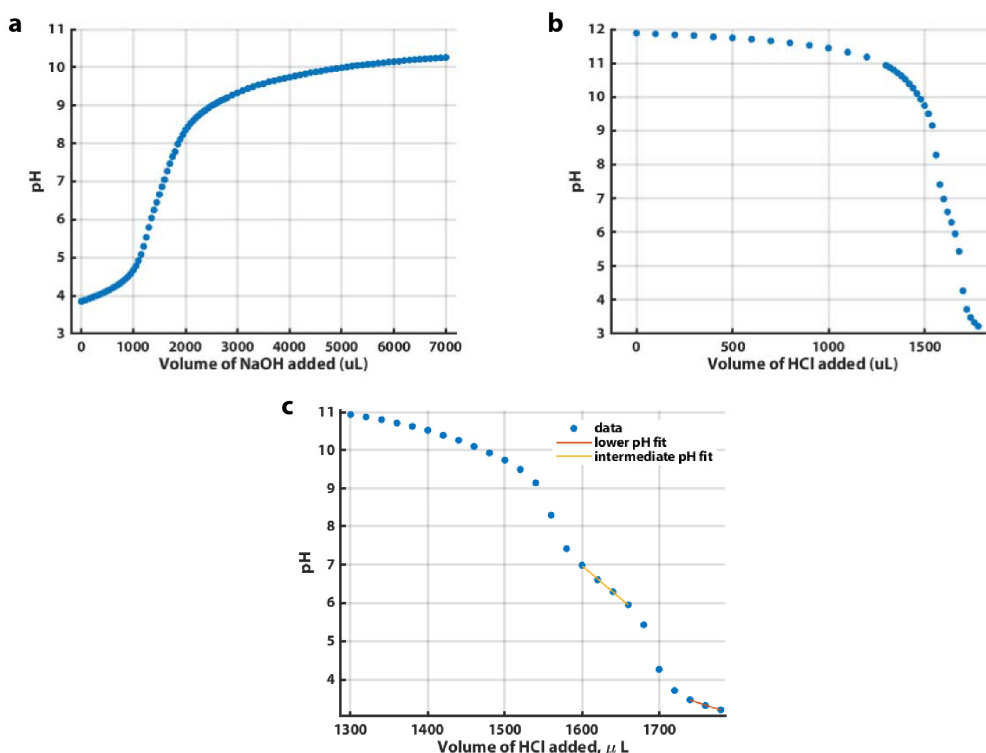 a
11
10
9
8
7
6
5
4
3
pH
0 1000 2000 3000 4000 5000 6000 7000
Volume of NaOH added (uL)
b
12
11
10
9
8
7
6
5
4
3
pH
0 500 1000 1500
Volume of HCl added (uL)
c
11
10
9
8
7
6
5
4
pH
data
lower pH fit
intermediate pH fit
1300 1400 1500 1600 1700
Volume of HCl added, μ L